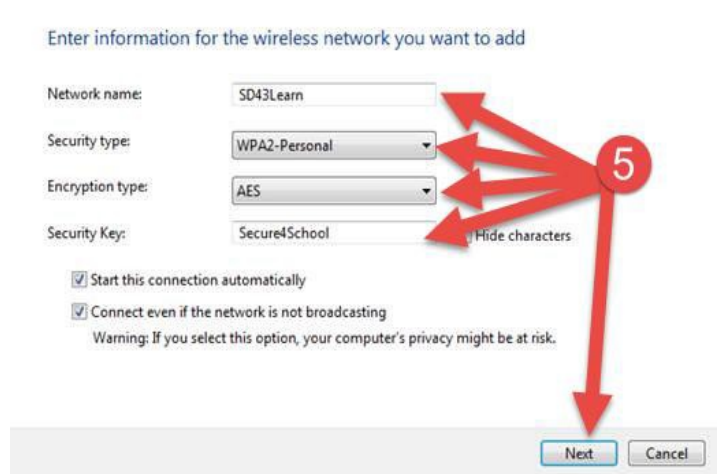 Enter information for the wireless network you want to add
Network name: SD43Learn
Security type: WPA2-Personal
5
Encryption type: AES
Security Key: Secure4School Hide characters
Start this connection automatically
Connect even if the network is not broadcasting
Warning: If you select this option, your computer's privacy might be at risk.
Next Cancel